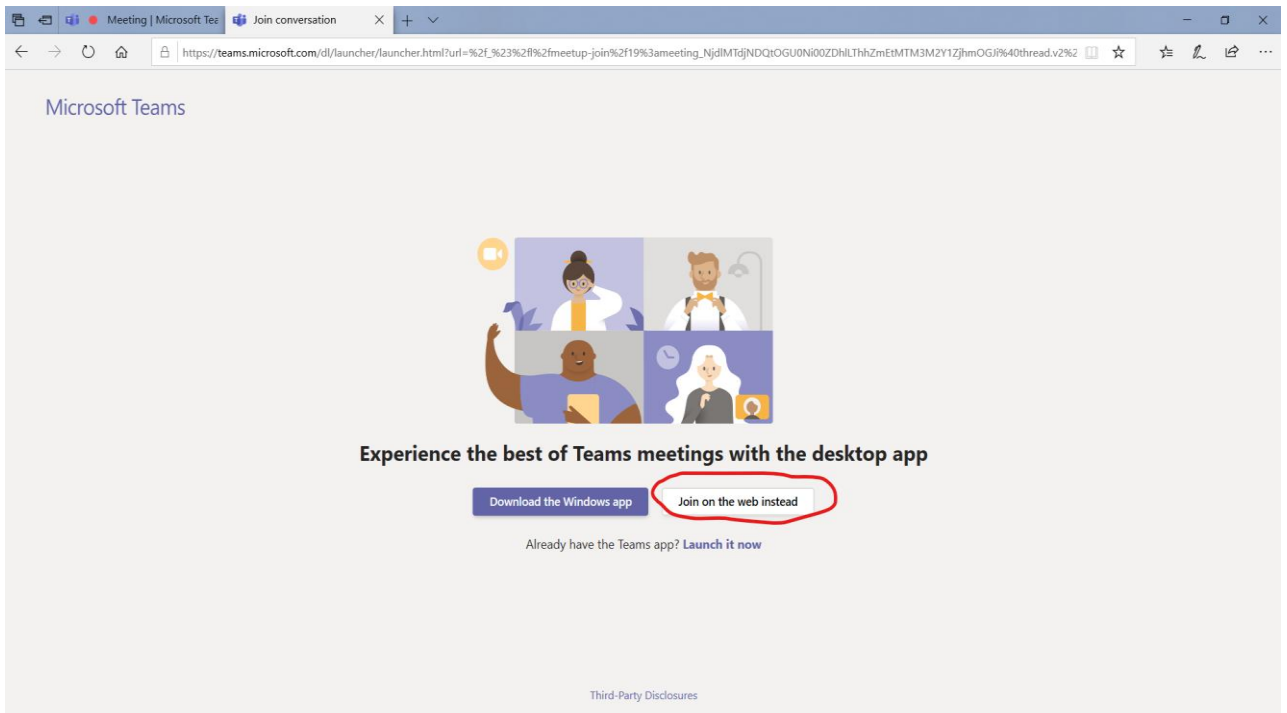 Meeting | Microsoft Tea
Join conversation
https://teams.microsoft.com/dl/launcher/launcher.html?url=%2f_%23%2fl%2fmeetup-join%2f19%3ameeting_NjdlMTdjNDQtOGU0Ni00ZDhlLThhZmEtMTM3M2Y1ZjhmOGJi%40thread.v2%2
Microsoft Teams
Experience the best of Teams meetings with the desktop app
Download the Windows app
Join on the web instead
Already have the Teams app? Launch it now
Third-Party Disclosures